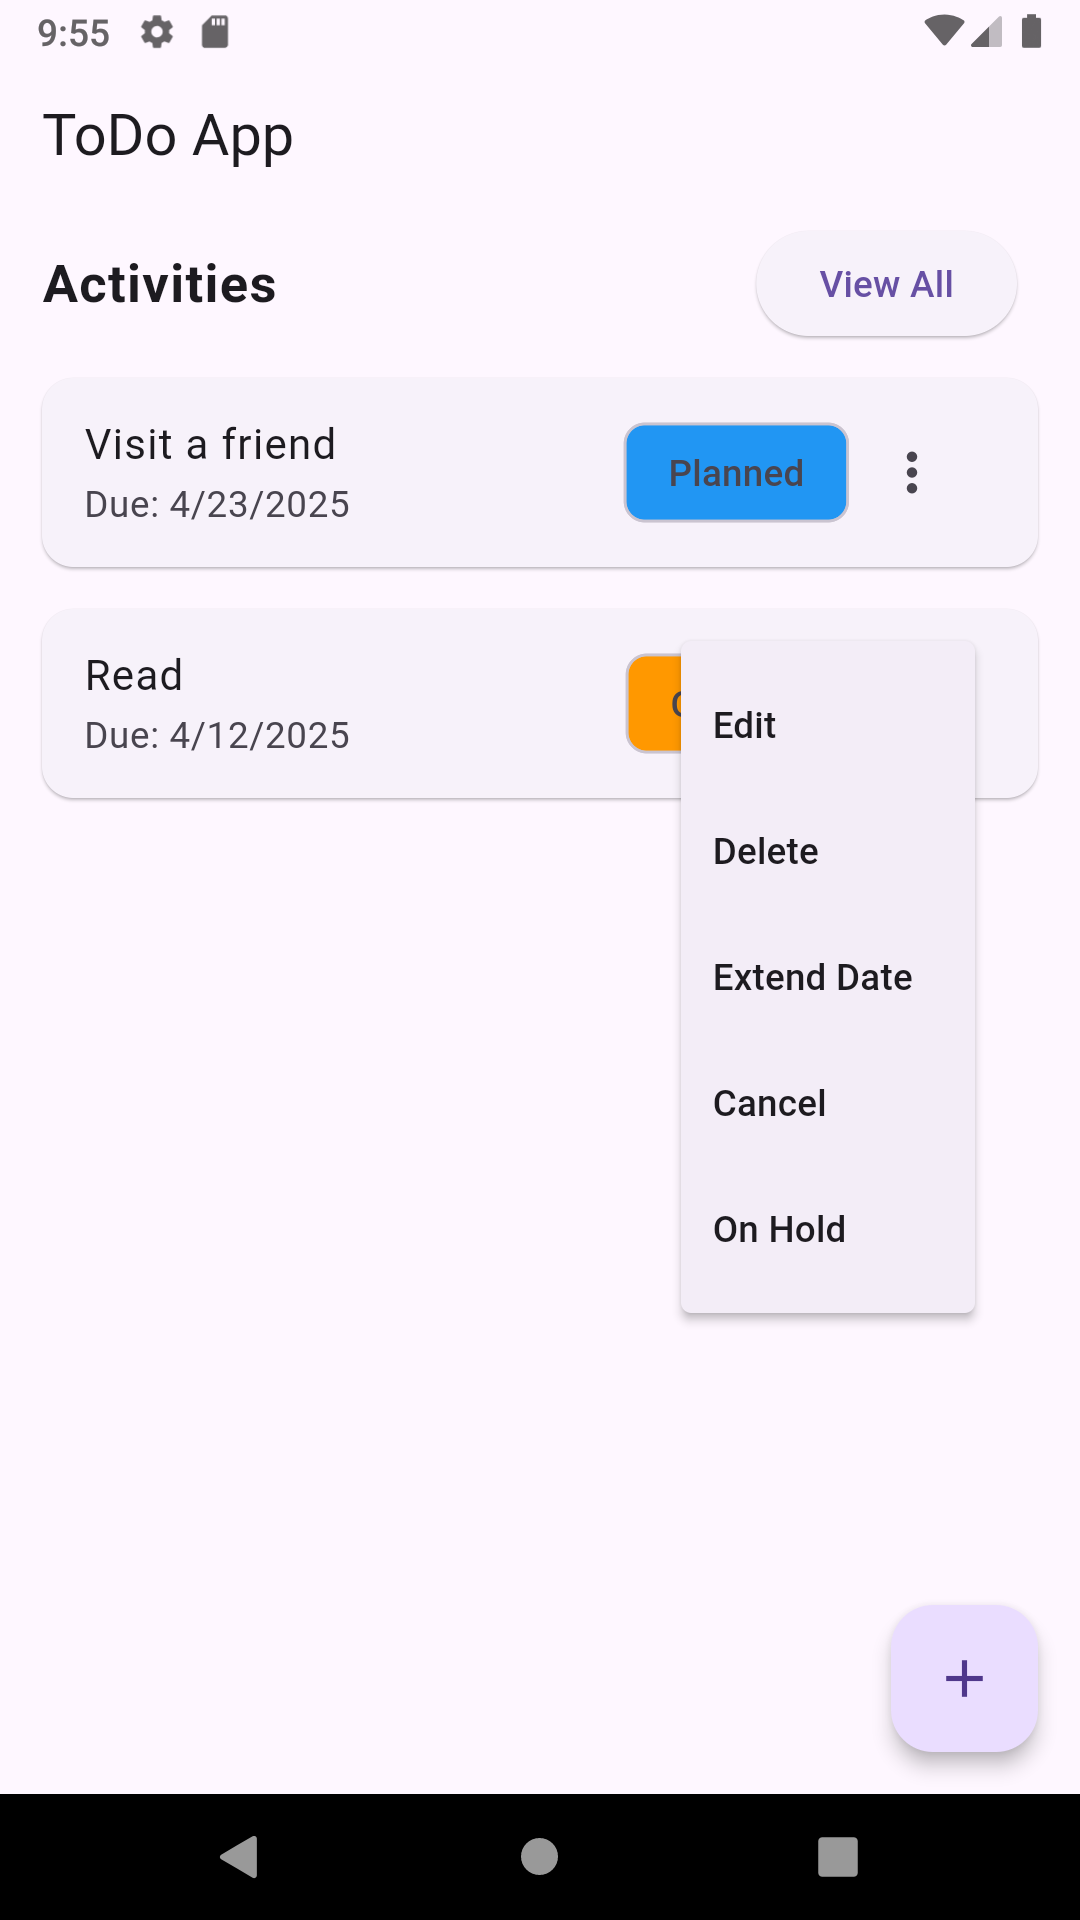 9:55
ToDo App
Activities
View All
Visit a friend
Planned
Due: 4/23/2025
Read
Due: 4/12/2025
Edit
Delete
Extend Date
Cancel
On Hold